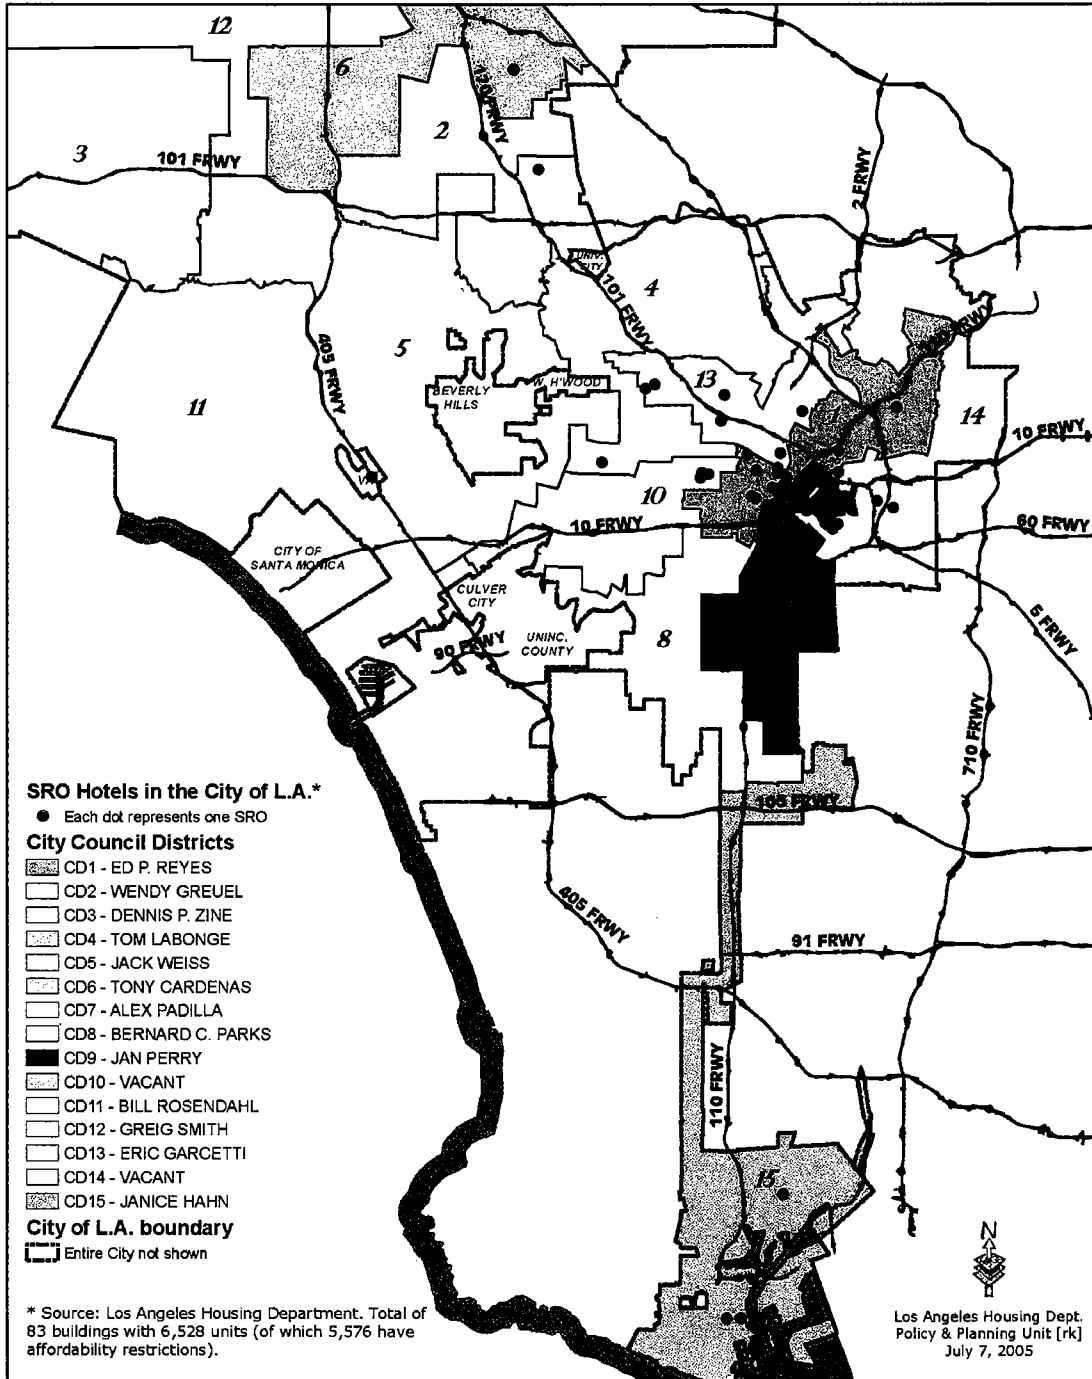 12
6
170 FRWY
2
3
101 FRWY
2 FRWY
UNIV.
CITY
4
101 FRWY
405 FRWY
5
13
W. H'WOOD
BEVERLY
HILLS
11
1
14
10 FRWY
VA
10
10 FRWY
60 FRWY
CITY OF
SANTA MONICA
CULVER
CITY
90 FRWY
UNINC.
COUNTY
8
5 FRWY
710 FRWY
105 FRWY
405 FRWY
91 FRWY
110 FRWY
15
SRO Hotels in the City of L.A.*
Each dot represents one SRO
City Council Districts
CD1 - ED P. REYES
CD2 - WENDY GREUEL
CD3 - DENNIS P. ZINE
CD4 - TOM LABONGE
CD5 - JACK WEISS
CD6 - TONY CARDENAS
CD7 - ALEX PADILLA
CD8 - BERNARD C. PARKS
CD9 - JAN PERRY
CD10 - VACANT
CD11 - BILL ROSENDAHL
CD12 - GREIG SMITH
CD13 - ERIC GARCETTI
CD14 - VACANT
CD15 - JANICE HAHN
City of L.A. boundary
Entire City not shown
* Source: Los Angeles Housing Department. Total of
83 buildings with 6,528 units (of which 5,576 have
affordability restrictions).
N
Los Angeles Housing Dept.
Policy & Planning Unit [rk]
July 7, 2005